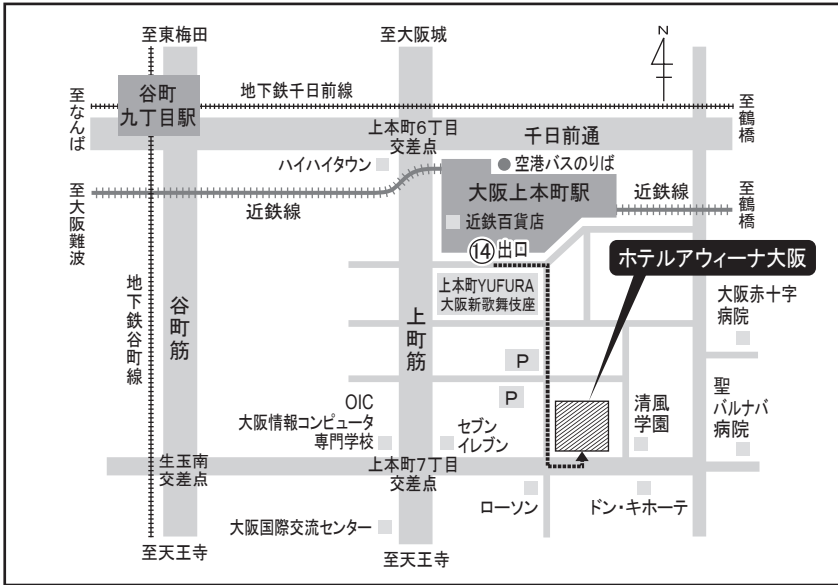 至東梅田
至大阪城
N
谷町
九丁目駅
地下鉄千日前線
至なんば
至鶴橋
上本町6丁目
交差点
千日前通
ハイハイタウン
空港バスのりば
大阪上本町駅
近鉄線
近鉄線
至大阪難波
至鶴橋
近鉄百貨店
⑭出口
ホテルアウィーナ大阪
上本町YUFURA
大阪新歌舞伎座
大阪赤十字
病院
地下鉄谷町線
谷町筋
上町筋
P
P
OIC
大阪情報コンピュータ
専門学校
セブン
イレブン
清風
学園
聖
バルナバ
病院
生玉南
交差点
上本町7丁目
交差点
ローソン
ドン・キホーテ
大阪国際交流センター
至天王寺
至天王寺